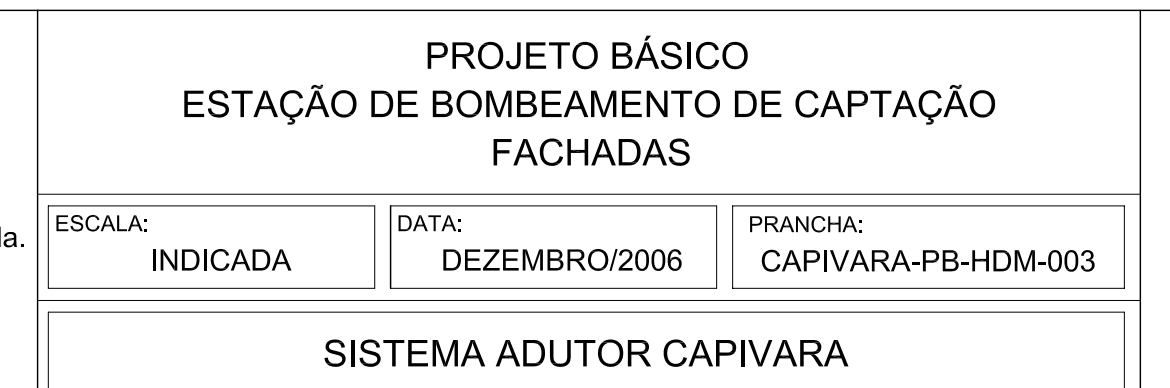 PROJETO BÁSICO
ESTAÇÃO DE BOMBEAMENTO DE CAPTAÇÃO
FACHADAS
la.
ESCALA:
INDICADA
DATA:
DEZEMBRO/2006
PRANCHA:
CAPIVARA-PB-HDM-003
SISTEMA ADUTOR CAPIVARA